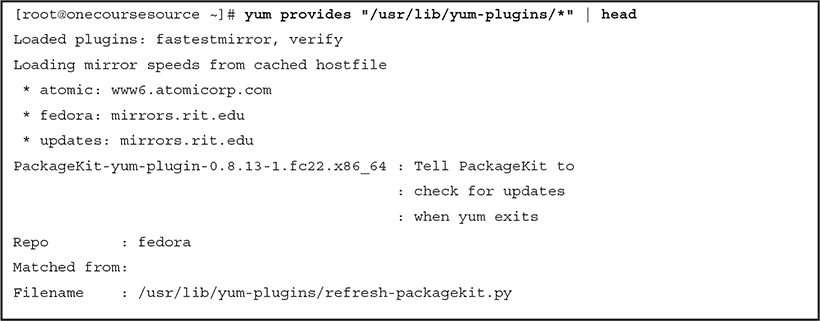 [root@onecoursesource ~]# yum provides "/usr/lib/yum-plugins/*" | head
Loaded plugins: fastestmirror, verify
Loading mirror speeds from cached hostfile
 * atomic: www6.atomicorp.com
 * fedora: mirrors.rit.edu
 * updates: mirrors.rit.edu
PackageKit-yum-plugin-0.8.13-1.fc22.x86_64 : Tell PackageKit to
                                           : check for updates
                                           : when yum exits
Repo        : fedora
Matched from:
Filename    : /usr/lib/yum-plugins/refresh-packagekit.py